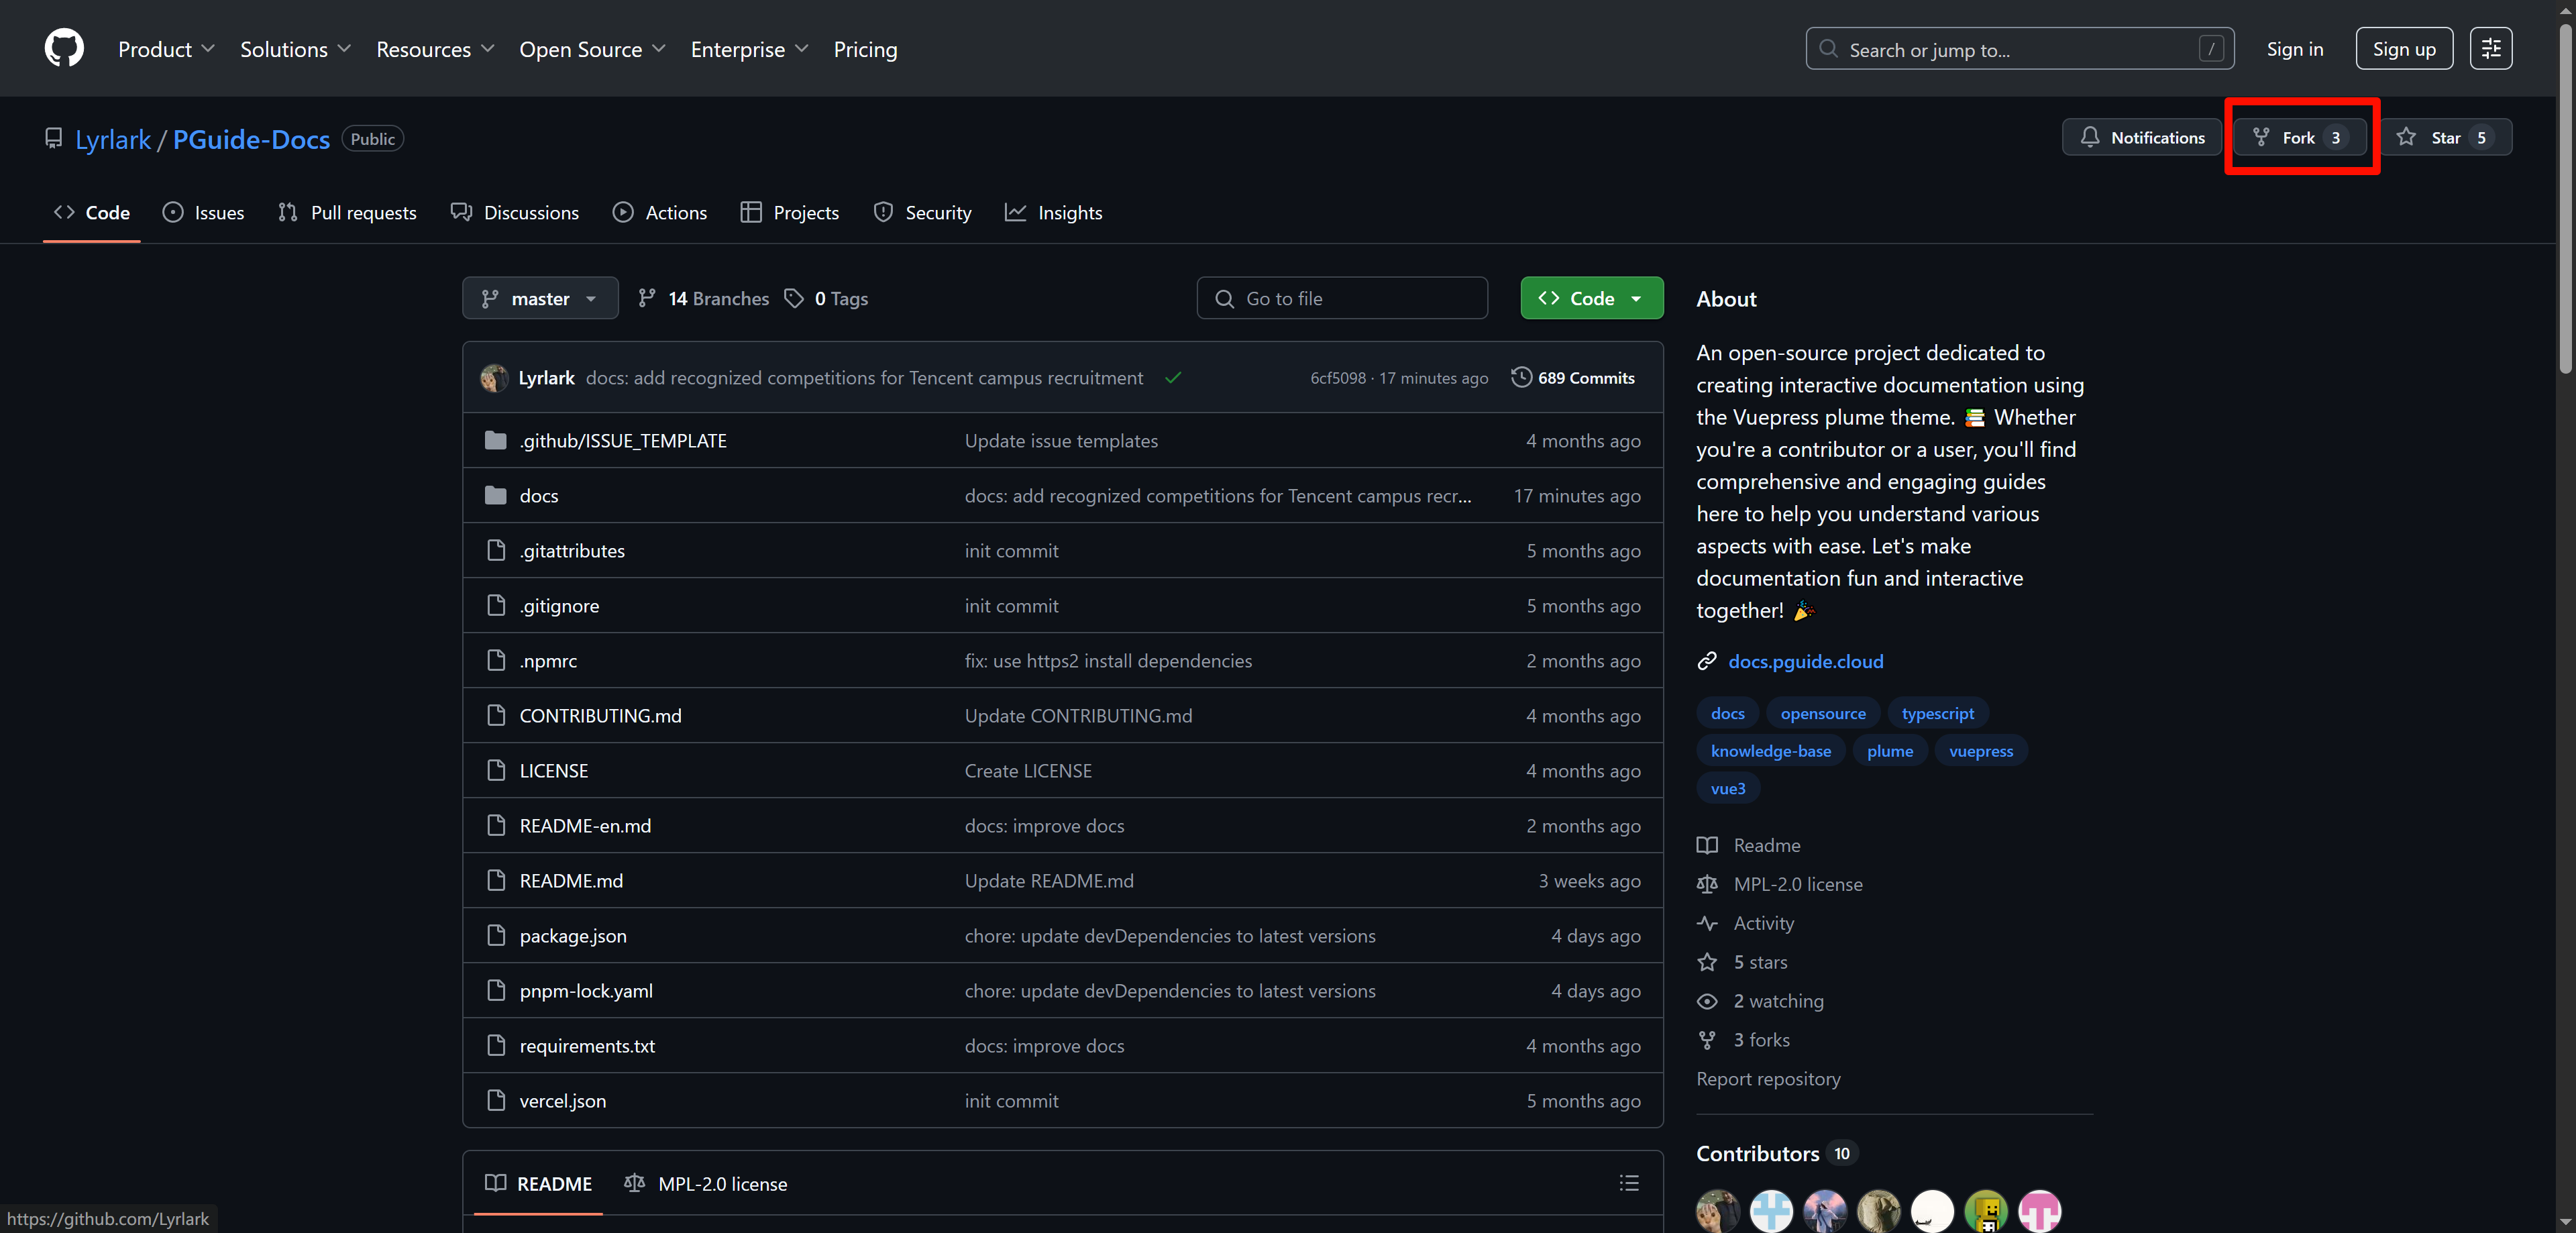 Product Solutions Resources Open Source Enterprise Pricing Search or jump to... / Sign in Sign up
Lyrlark / PGuide-Docs Public Notifications Fork 3 Star 5
Code Issues Pull requests Discussions Actions Projects Security Insights
master 14 Branches 0 Tags Go to file Code
Lyrlark docs: add recognized competitions for Tencent campus recruitment 6cf5098 · 17 minutes ago 689 Commits
.github/ISSUE_TEMPLATE Update issue templates 4 months ago
docs docs: add recognized competitions for Tencent campus recr... 17 minutes ago
.gitattributes init commit 5 months ago
.gitignore init commit 5 months ago
.npmrc fix: use https2 install dependencies 2 months ago
CONTRIBUTING.md Update CONTRIBUTING.md 4 months ago
LICENSE Create LICENSE 4 months ago
README-en.md docs: improve docs 2 months ago
README.md Update README.md 3 weeks ago
package.json chore: update devDependencies to latest versions 4 days ago
pnpm-lock.yaml chore: update devDependencies to latest versions 4 days ago
requirements.txt docs: improve docs 4 months ago
vercel.json init commit 5 months ago
README MPL-2.0 license
About
An open-source project dedicated to
creating interactive documentation using
the Vuepress plume theme. 📚 Whether
you're a contributor or a user, you'll find
comprehensive and engaging guides
here to help you understand various
aspects with ease. Let's make
documentation fun and interactive
together! 🎉
docs.pguide.cloud
docs opensource typescript
knowledge-base plume vuepress
vue3
Readme
MPL-2.0 license
Activity
5 stars
2 watching
3 forks
Report repository
Contributors 10
https://github.com/Lyrlark